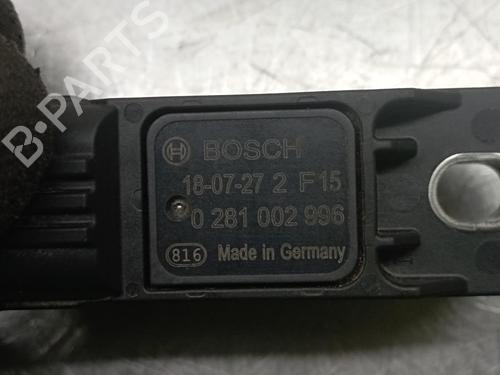 BOSCH
18-07-27 2 F15
0 281 002 996
816 Made in Germany
B-PARTS